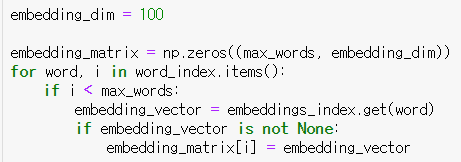 embedding_dim = 100
embedding_matrix = np.zeros((max_words, embedding_dim))
for word, i in word_index.items():
    if i < max_words:
        embedding_vector = embeddings_index.get(word)
        if embedding_vector is not None:
            embedding_matrix[i] = embedding_vector